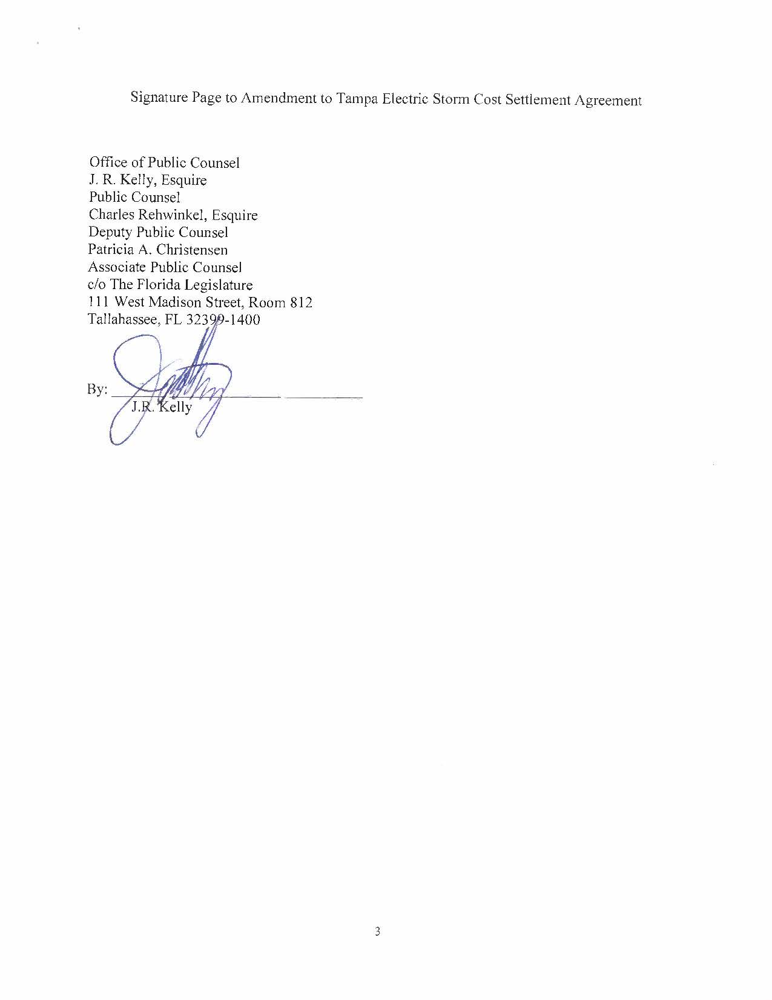 Signature Page to Amendment to Tampa Electric Storm Cost Settlement Agreement
Office of Public Counsel
J. R. Kelly, Esquire
Public Counsel
Charles Rehwinkel, Esquire
Deputy Public Counsel
Patricia A. Christensen
Associate Public Counsel
c/o The Florida Legislature
111 West Madison Street, Room 812
Tallahassee, FL 32399-1400
By:
J.R. Kelly
3